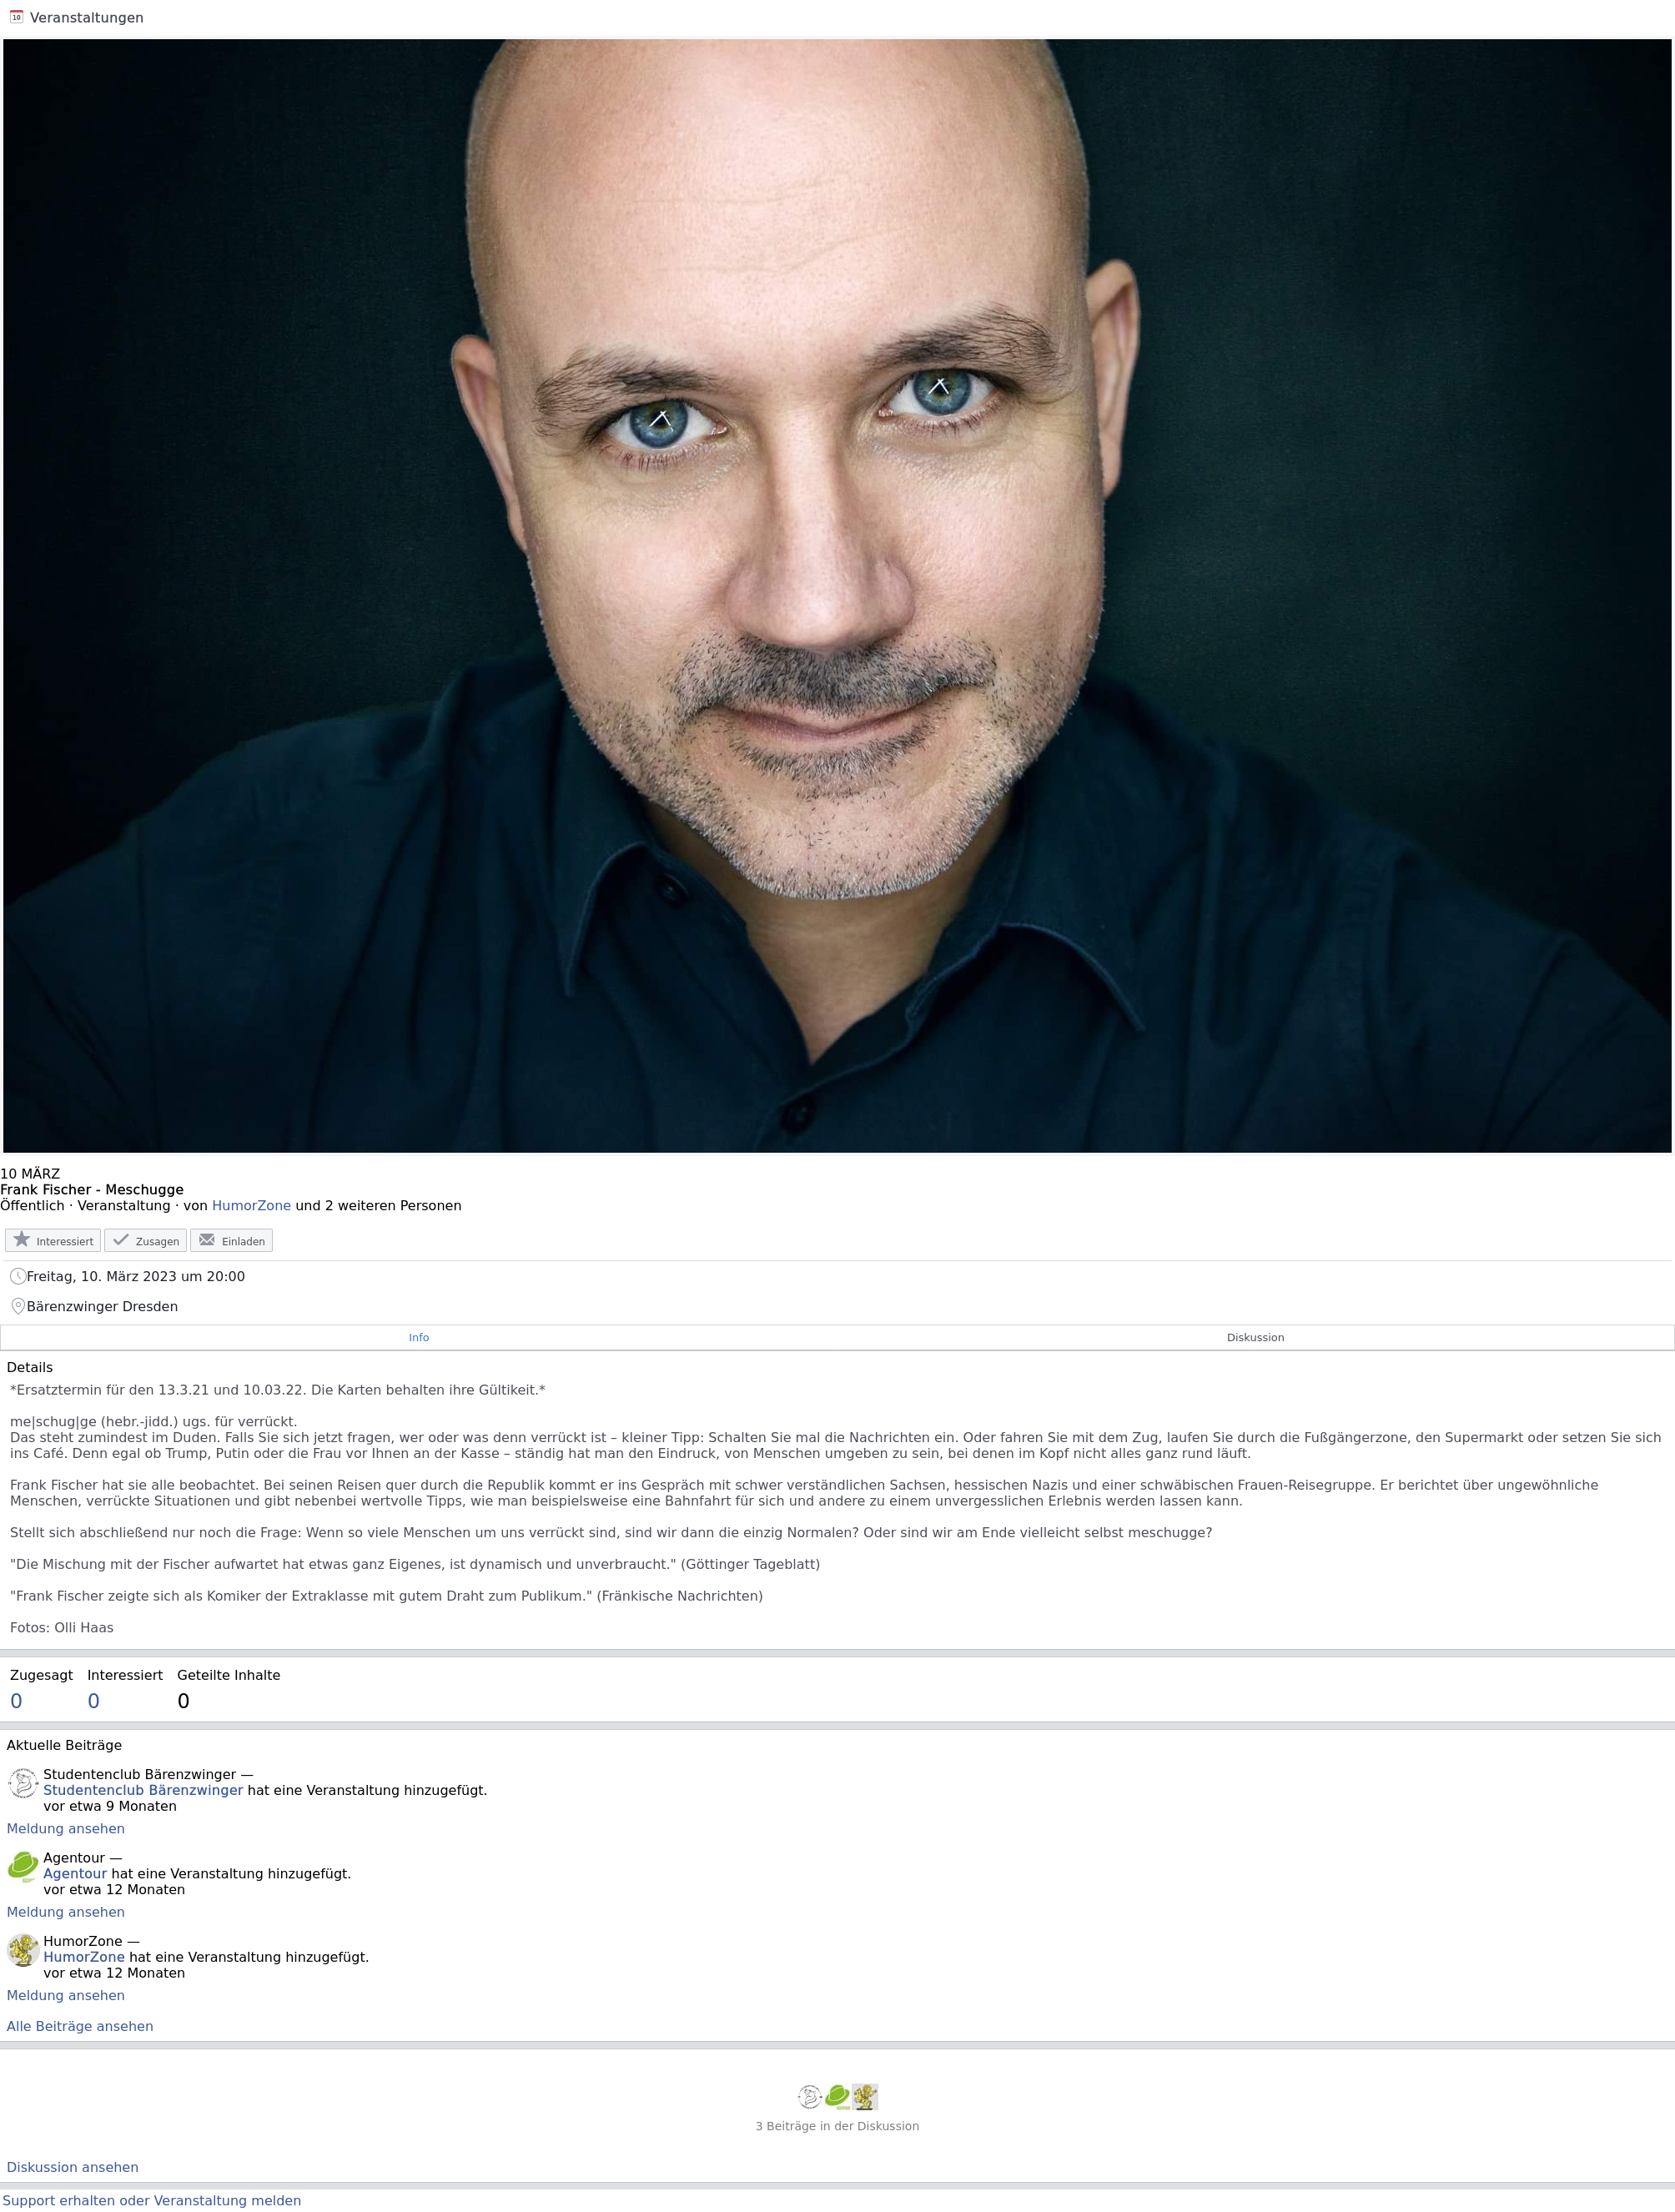 Veranstaltungen
10 MÄRZ
Frank Fischer - Meschugge
Öffentlich · Veranstaltung · von HumorZone und 2 weiteren Personen
Interessiert Zusagen Einladen
Freitag, 10. März 2023 um 20:00
Bärenzwinger Dresden
Info Diskussion
Details
*Ersatztermin für den 13.3.21 und 10.03.22. Die Karten behalten ihre Gültikeit.*
me|schug|ge (hebr.-jidd.) ugs. für verrückt.
Das steht zumindest im Duden. Falls Sie sich jetzt fragen, wer oder was denn verrückt ist – kleiner Tipp: Schalten Sie mal die Nachrichten ein. Oder fahren Sie mit dem Zug, laufen Sie durch die Fußgängerzone, den Supermarkt oder setzen Sie sich
ins Café. Denn egal ob Trump, Putin oder die Frau vor Ihnen an der Kasse – ständig hat man den Eindruck, von Menschen umgeben zu sein, bei denen im Kopf nicht alles ganz rund läuft.
Frank Fischer hat sie alle beobachtet. Bei seinen Reisen quer durch die Republik kommt er ins Gespräch mit schwer verständlichen Sachsen, hessischen Nazis und einer schwäbischen Frauen-Reisegruppe. Er berichtet über ungewöhnliche
Menschen, verrückte Situationen und gibt nebenbei wertvolle Tipps, wie man beispielsweise eine Bahnfahrt für sich und andere zu einem unvergesslichen Erlebnis werden lassen kann.
Stellt sich abschließend nur noch die Frage: Wenn so viele Menschen um uns verrückt sind, sind wir dann die einzig Normalen? Oder sind wir am Ende vielleicht selbst meschugge?
"Die Mischung mit der Fischer aufwartet hat etwas ganz Eigenes, ist dynamisch und unverbraucht." (Göttinger Tageblatt)
"Frank Fischer zeigte sich als Komiker der Extraklasse mit gutem Draht zum Publikum." (Fränkische Nachrichten)
Fotos: Olli Haas
Zugesagt Interessiert Geteilte Inhalte
0 0 0
Aktuelle Beiträge
Studentenclub Bärenzwinger —
Studentenclub Bärenzwinger hat eine Veranstaltung hinzugefügt.
vor etwa 9 Monaten
Meldung ansehen
Agentour —
Agentour hat eine Veranstaltung hinzugefügt.
vor etwa 12 Monaten
Meldung ansehen
HumorZone —
HumorZone hat eine Veranstaltung hinzugefügt.
vor etwa 12 Monaten
Meldung ansehen
Alle Beiträge ansehen
3 Beiträge in der Diskussion
Diskussion ansehen
Support erhalten oder Veranstaltung melden